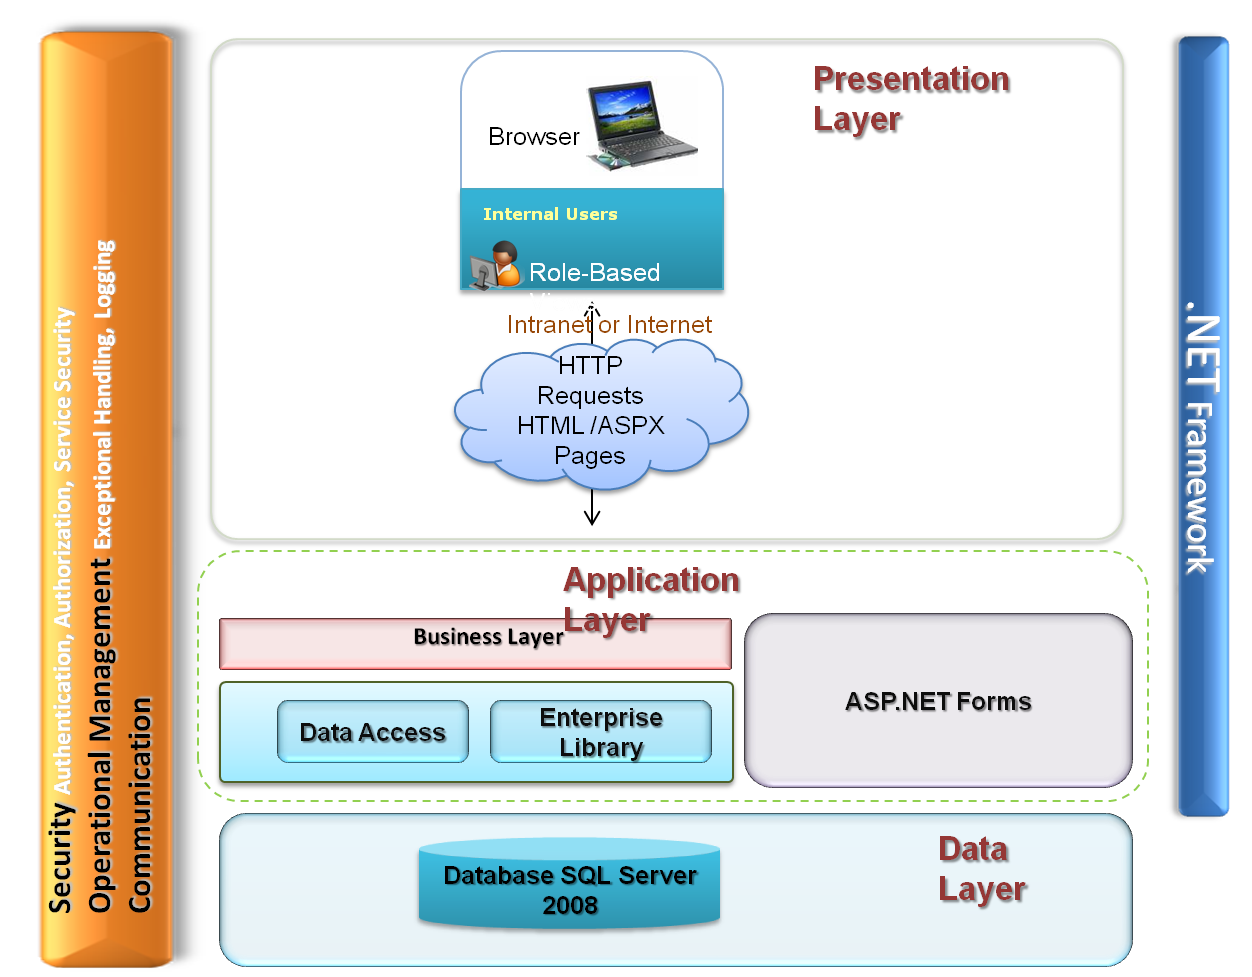 Security Authentication, Authorization, Service Security
Operational Management Exceptional Handling, Logging
Communication
Presentation
Layer
Browser
Internal Users
Role-Based
Intranet or Internet
HTTP
Requests
HTML /ASPX
Pages
.NET Framework
Application
Layer
Business Layer
Data Access
Enterprise
Library
ASP.NET Forms
Data
Layer
Database SQL Server
2008